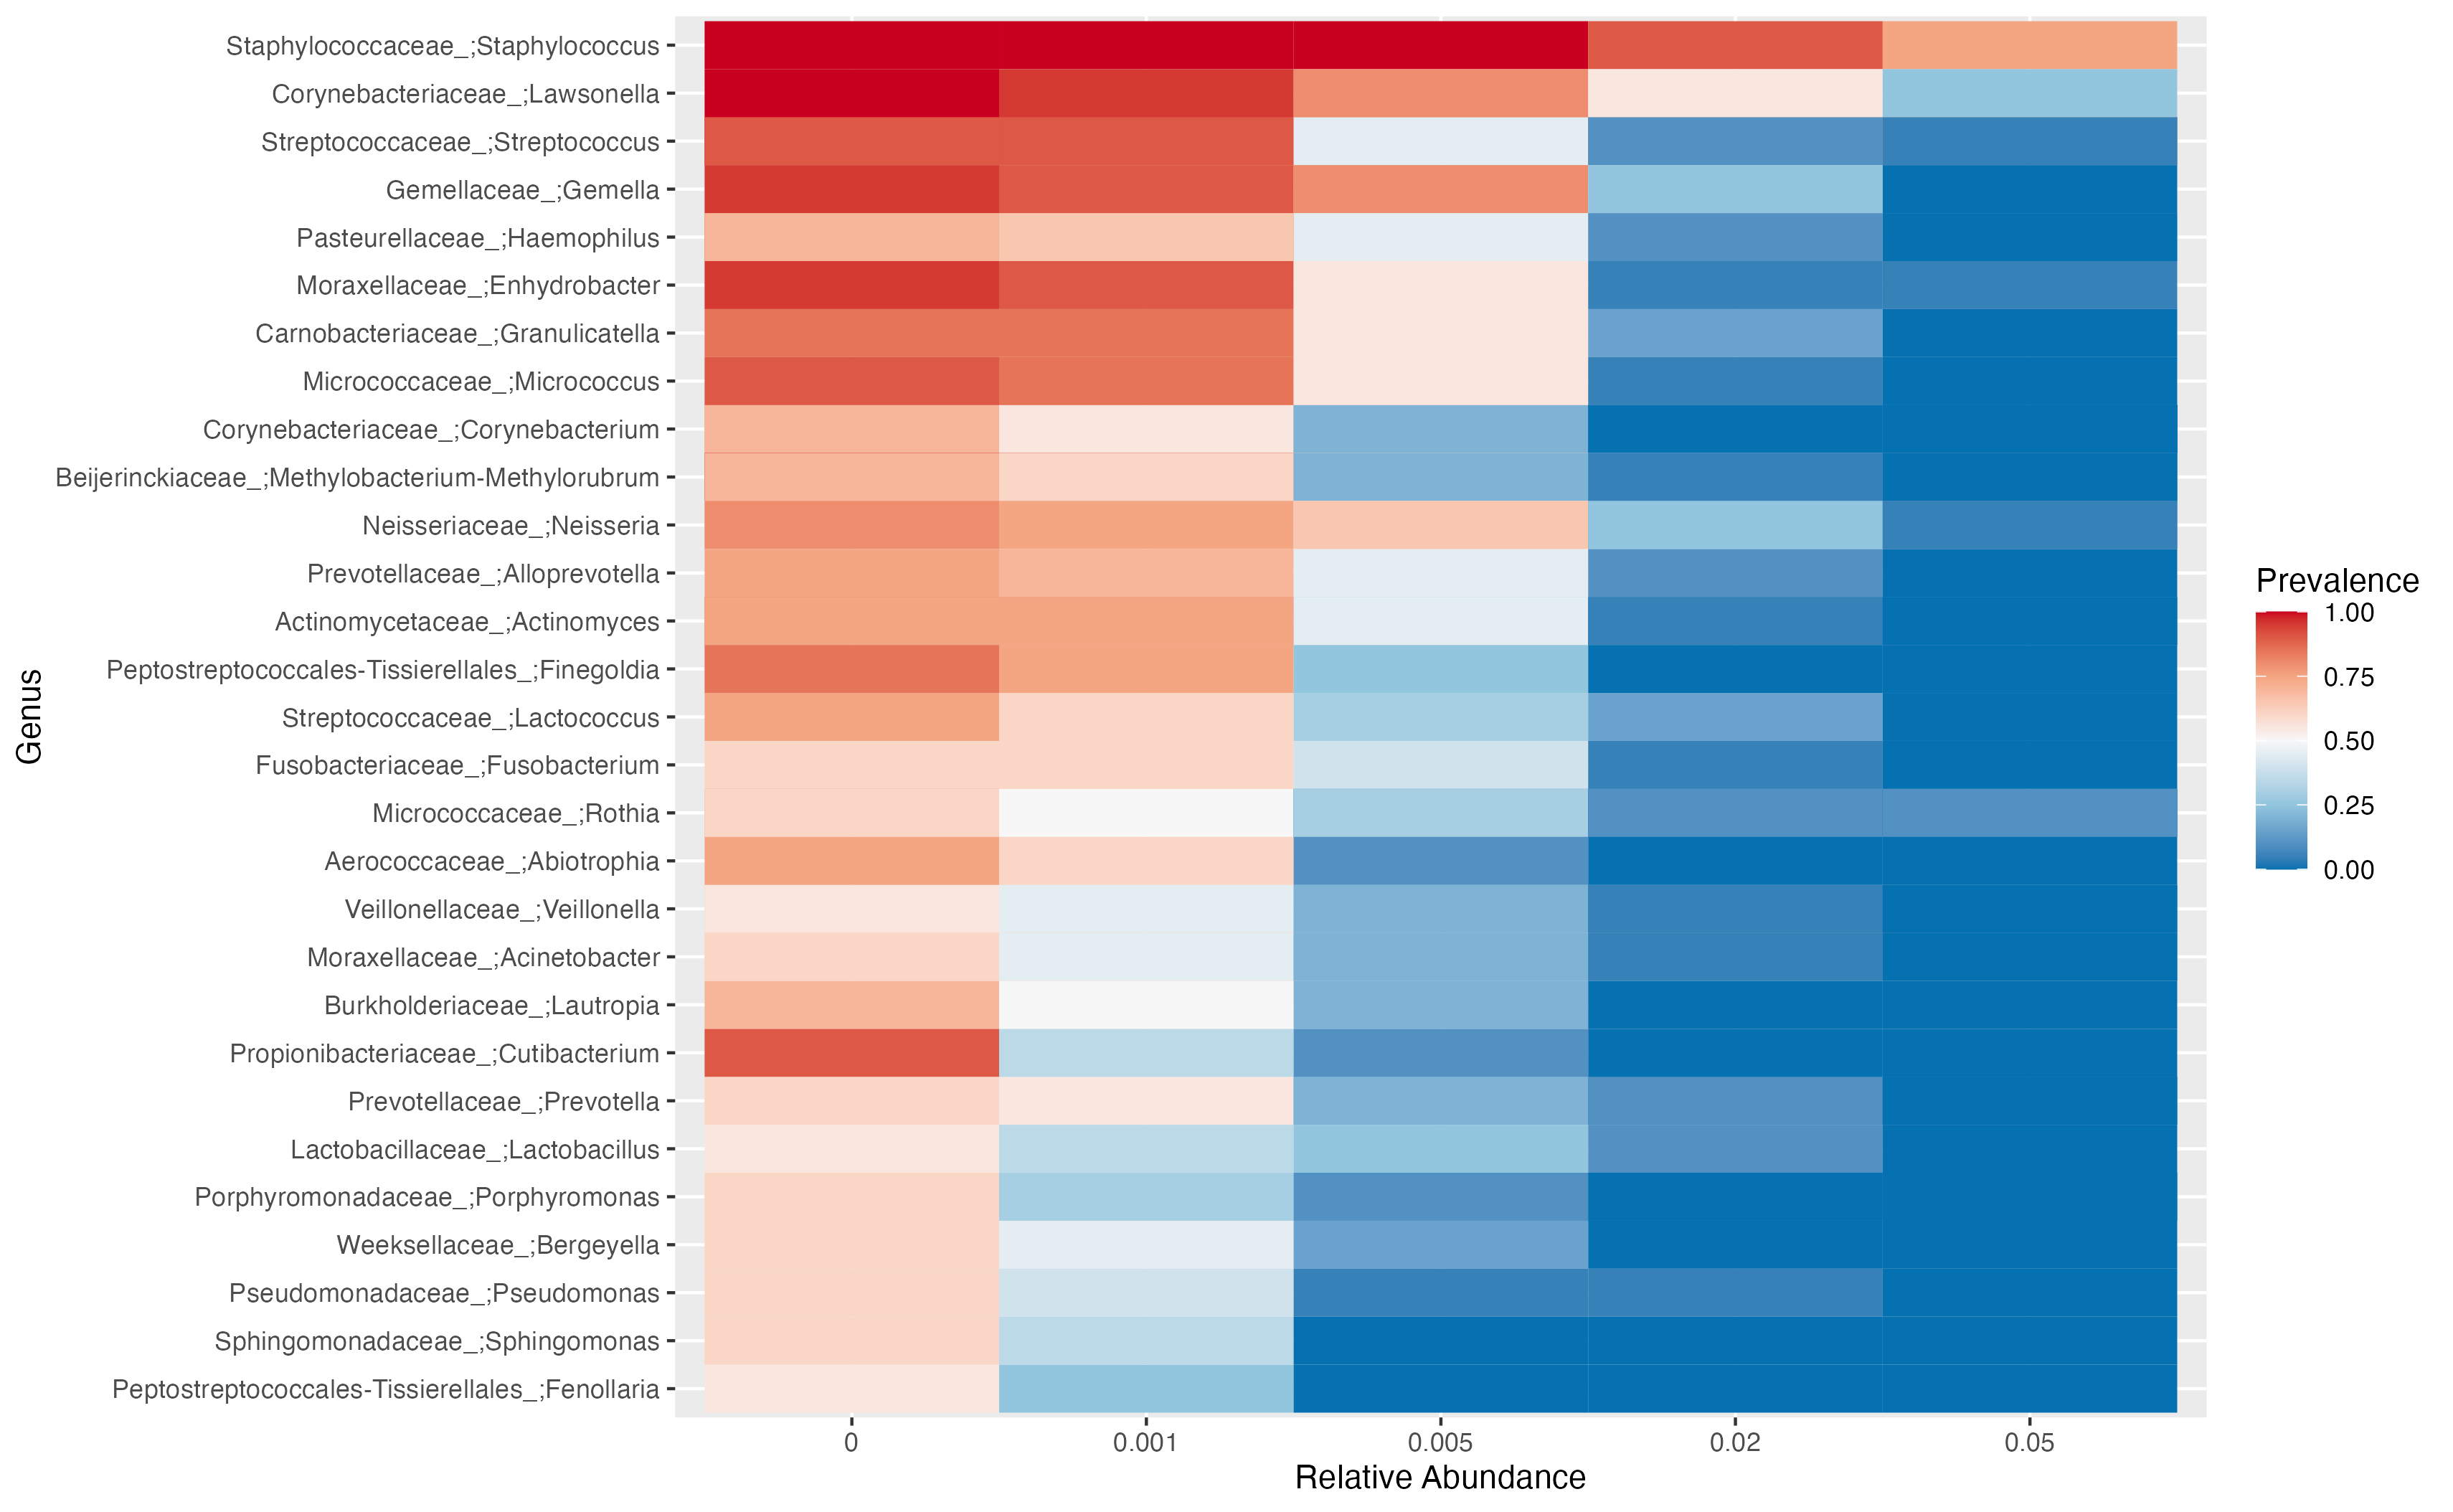 Genus
Staphylococcaceae_;Staphylococcus
Corynebacteriaceae_;Lawsonella
Streptococcaceae_;Streptococcus
Gemellaceae_;Gemella
Pasteurellaceae_;Haemophilus
Moraxellaceae_;Enhydrobacter
Carnobacteriaceae_;Granulicatella
Micrococcaceae_;Micrococcus
Corynebacteriaceae_;Corynebacterium
Beijerinckiaceae_;Methylobacterium-Methylorubrum
Neisseriaceae_;Neisseria
Prevotellaceae_;Alloprevotella
Actinomycetaceae_;Actinomyces
Peptostreptococcales-Tissierellales_;Finegoldia
Streptococcaceae_;Lactococcus
Fusobacteriaceae_;Fusobacterium
Micrococcaceae_;Rothia
Aerococcaceae_;Abiotrophia
Veillonellaceae_;Veillonella
Moraxellaceae_;Acinetobacter
Burkholderiaceae_;Lautropia
Propionibacteriaceae_;Cutibacterium
Prevotellaceae_;Prevotella
Lactobacillaceae_;Lactobacillus
Porphyromonadaceae_;Porphyromonas
Weeksellaceae_;Bergeyella
Pseudomonadaceae_;Pseudomonas
Sphingomonadaceae_;Sphingomonas
Peptostreptococcales-Tissierellales_;Fenollaria
0 0.001 0.005 0.02 0.05
Relative Abundance
Prevalence
1.00
0.75
0.50
0.25
0.00